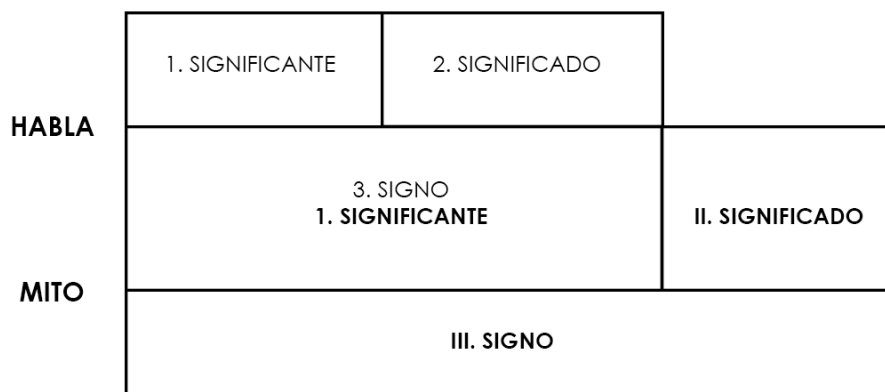 1. SIGNIFICANTE
2. SIGNIFICADO
HABLA
3. SIGNO
1. SIGNIFICANTE
II. SIGNIFICADO
MITO
III. SIGNO